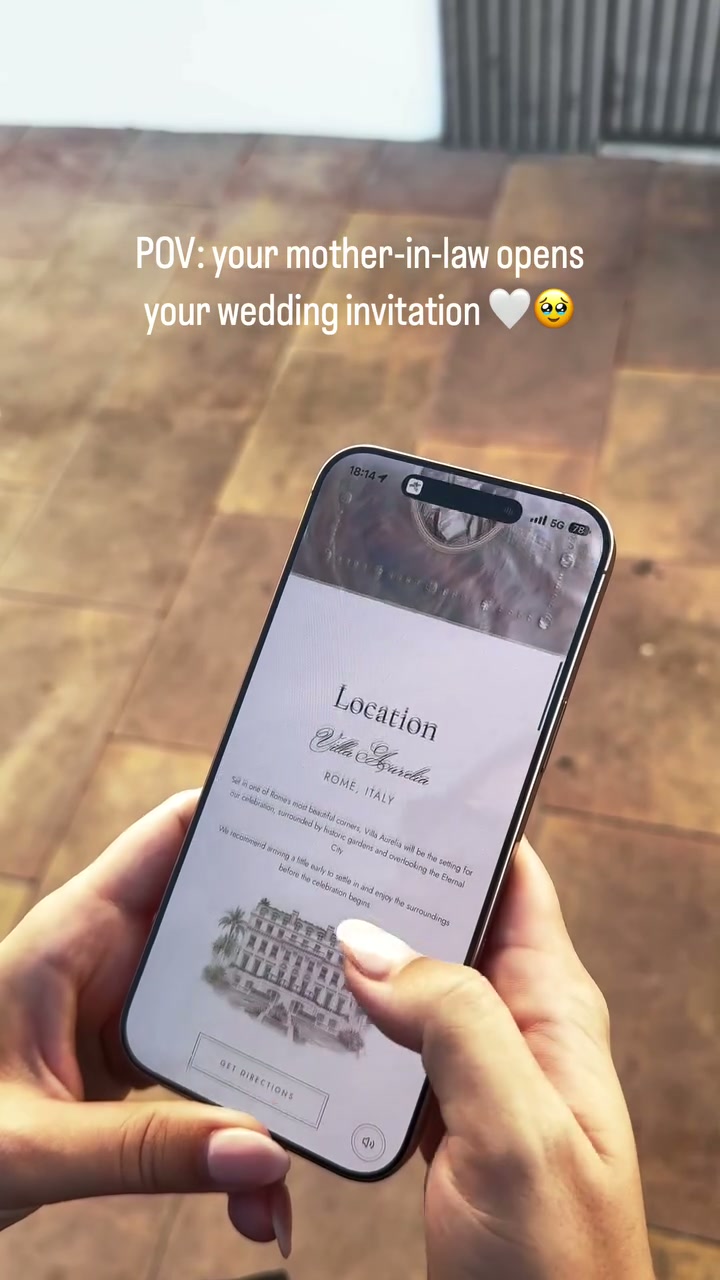 POV: your mother-in-law opens
your wedding invitation 🤍🥹
18:14
5G 78
Location
Villa Aurelia
ROME, ITALY
Set in one of Rome's most beautiful corners, Villa Aurelia will be the setting for
our celebration, surrounded by historic gardens and overlooking the Eternal
City
We recommend arriving a little early to settle in and enjoy the surroundings
before the celebration begins.
GET DIRECTIONS